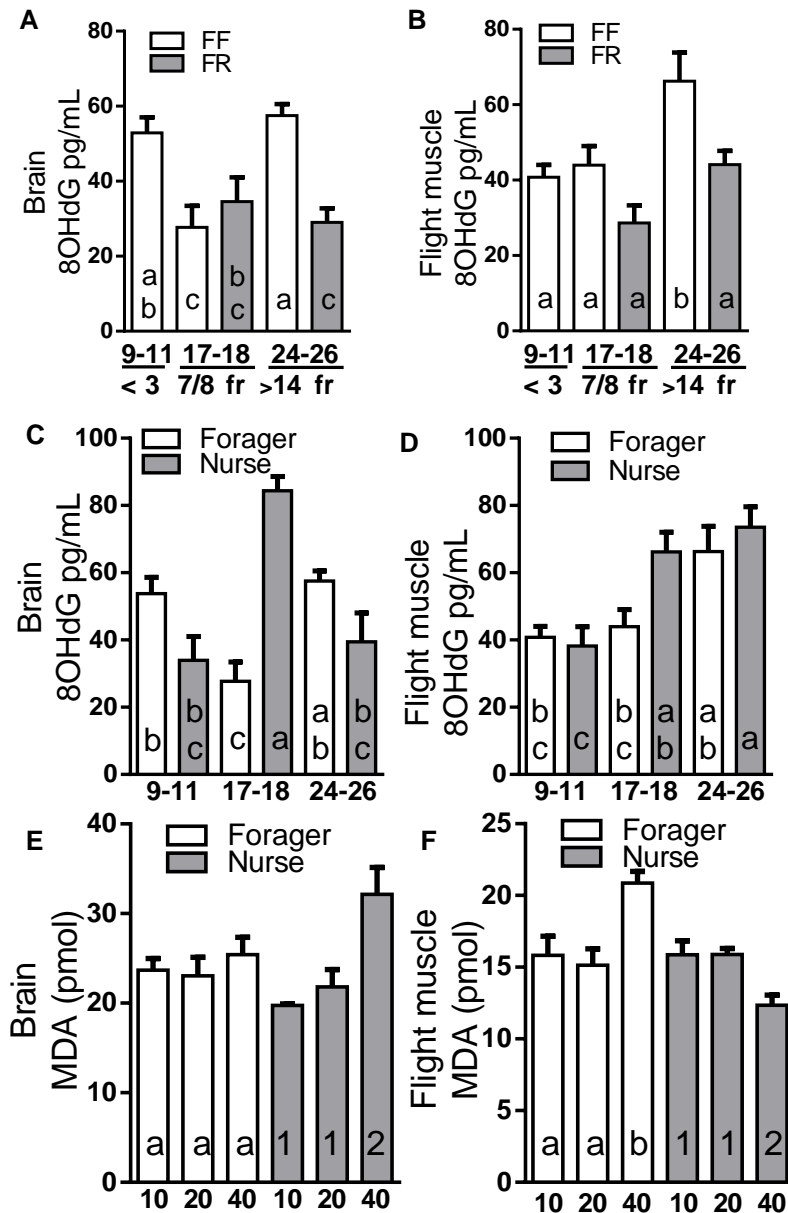 A
Brain
8OHdG pg/mL
80
60
40
20
0
FF
FR
a
b
c
b
c
a
c
9-11 17-18 24-26
< 3 7/8 fr >14 fr
B
Flight muscle
8OHdG pg/mL
80
60
40
20
0
FF
FR
a
a
a
b
a
9-11 17-18 24-26
< 3 7/8 fr >14 fr
C
Brain
8OHdG pg/mL
100
80
60
40
20
0
Forager
Nurse
b
b
c
c
a
a
b
b
c
9-11 17-18 24-26
D
Flight muscle
8OHdG pg/mL
100
80
60
40
20
0
Forager
Nurse
b
c
c
b
c
a
b
a
b
a
9-11 17-18 24-26
E
Brain
MDA (pmol)
40
30
20
10
0
Forager
Nurse
a a a 1 1 2
10 20 40 10 20 40
F
Flight muscle
MDA (pmol)
25
20
15
10
5
0
Forager
Nurse
a a b 1 1 2
10 20 40 10 20 40